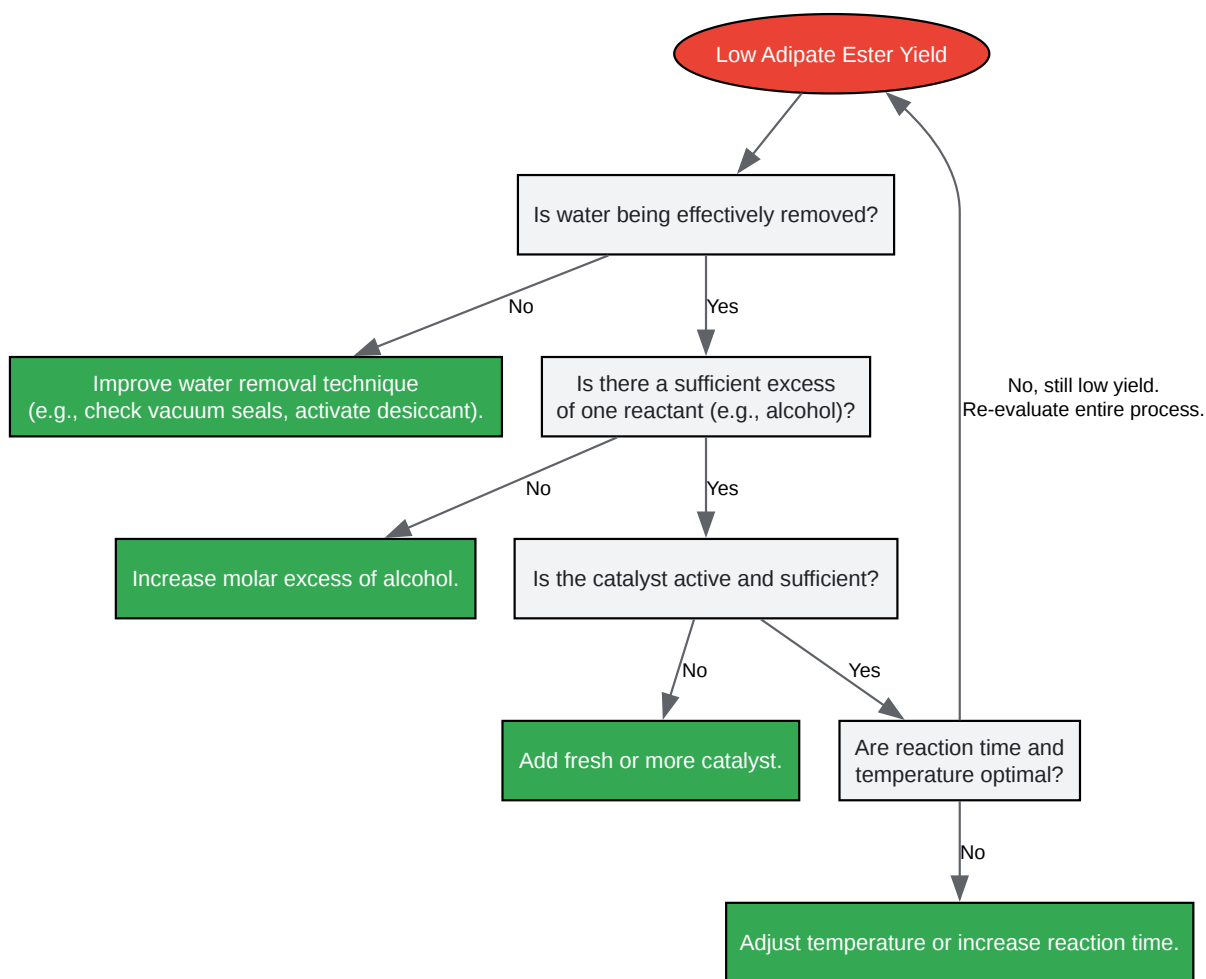 Low Adipate Ester Yield
Is water being effectively removed?
No
Yes
Improve water removal technique
(e.g., check vacuum seals, activate desiccant).
Is there a sufficient excess
of one reactant (e.g., alcohol)?
No, still low yield.
Re-evaluate entire process.
No
Yes
Increase molar excess of alcohol.
Is the catalyst active and sufficient?
No
Yes
Add fresh or more catalyst.
Are reaction time and
temperature optimal?
No
Adjust temperature or increase reaction time.